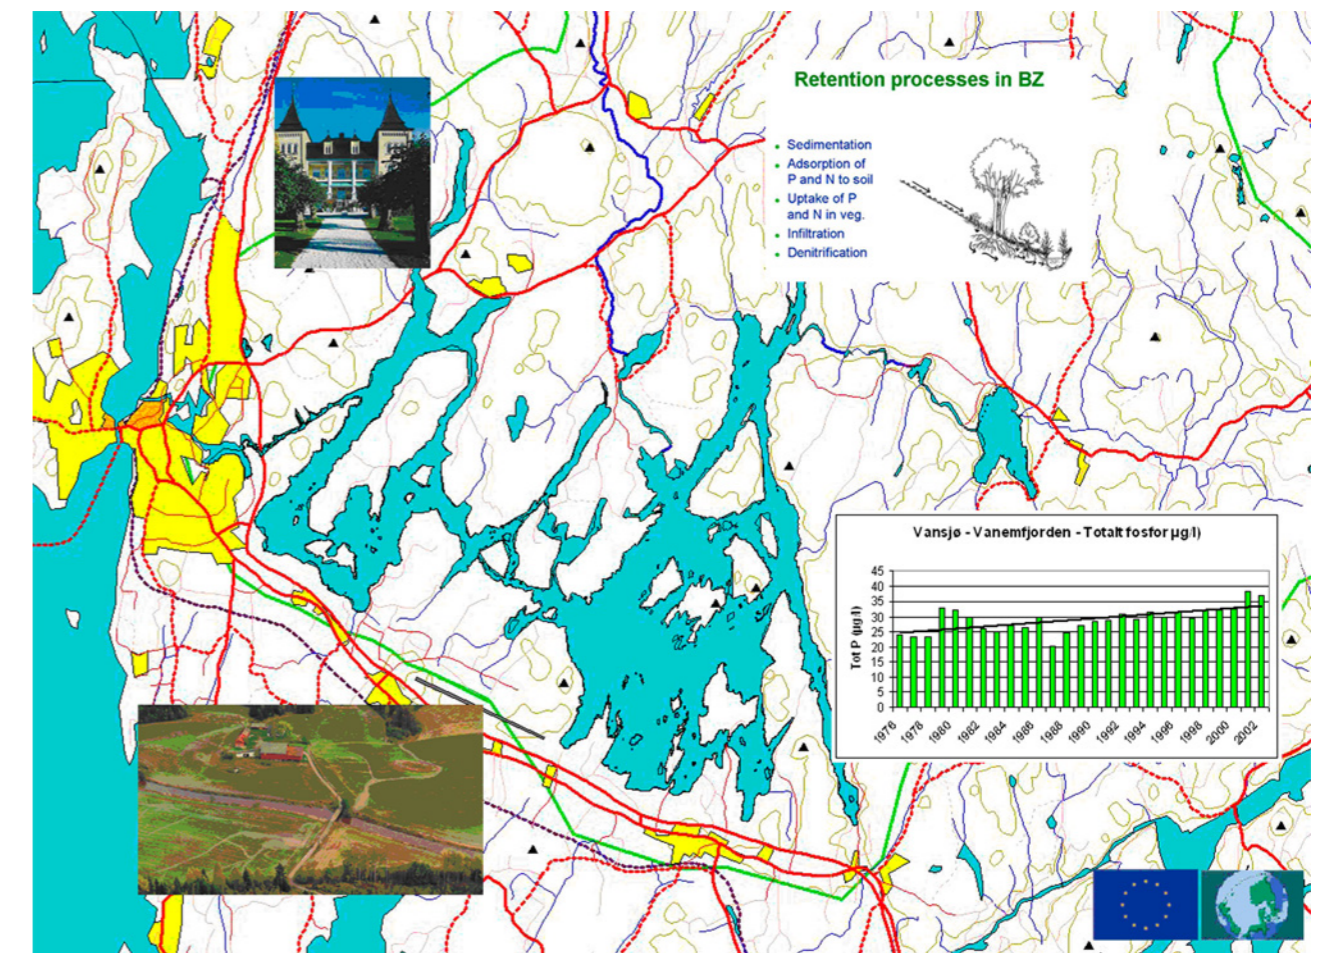 Retention processes in BZ
• Sedimentation
• Adsorption of
P and N to soil
• Uptake of P
and N in veg.
• Infiltration
• Denitrification
Vansjø - Vanemfjorden - Totalt fosfor µg/l)
Tot P (µg/l)
45
40
35
30
25
20
15
10
5
0
1976
1978
1980
1982
1984
1986
1988
1990
1992
1994
1996
1998
2000
2002